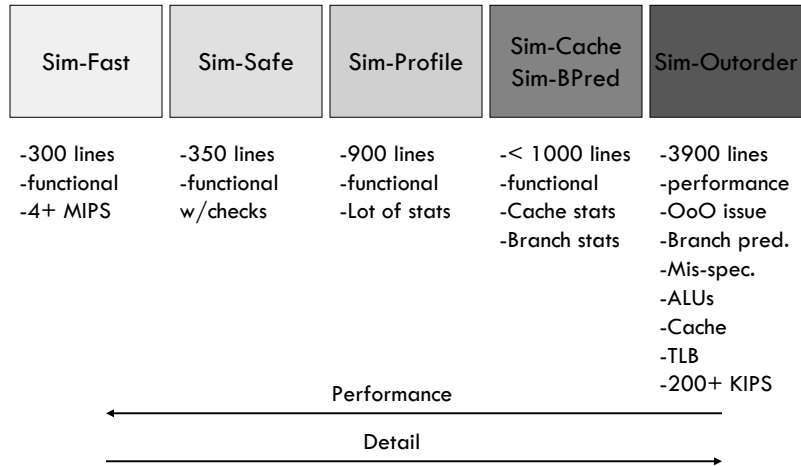 Sim-Fast
-300 lines
-functional
-4+ MIPS
Sim-Safe
-350 lines
-functional
w/checks
Sim-Profile
-900 lines
-functional
-Lot of stats
Sim-Cache
Sim-BPred
-< 1000 lines
-functional
-Cache stats
-Branch stats
Sim-Outorder
-3900 lines
-performance
-OoO issue
-Branch pred.
-Mis-spec.
-ALUs
-Cache
-TLB
-200+ KIPS
Performance
Detail